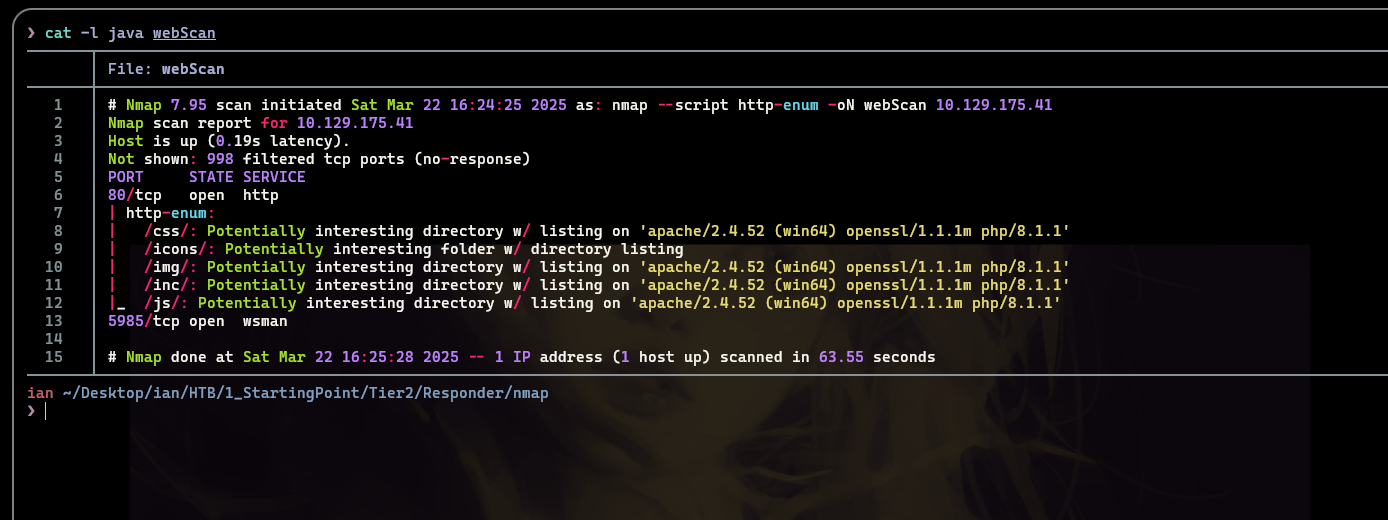 ❯ cat -l java webScan
File: webScan
1 # Nmap 7.95 scan initiated Sat Mar 22 16:24:25 2025 as: nmap --script http-enum -oN webScan 10.129.175.41
2 Nmap scan report for 10.129.175.41
3 Host is up (0.19s latency).
4 Not shown: 998 filtered tcp ports (no-response)
5 PORT     STATE SERVICE
6 80/tcp   open  http
7 | http-enum:
8 |   /css/: Potentially interesting directory w/ listing on 'apache/2.4.52 (win64) openssl/1.1.1m php/8.1.1'
9 |   /icons/: Potentially interesting folder w/ directory listing
10 |   /img/: Potentially interesting directory w/ listing on 'apache/2.4.52 (win64) openssl/1.1.1m php/8.1.1'
11 |   /inc/: Potentially interesting directory w/ listing on 'apache/2.4.52 (win64) openssl/1.1.1m php/8.1.1'
12 |_  /js/: Potentially interesting directory w/ listing on 'apache/2.4.52 (win64) openssl/1.1.1m php/8.1.1'
13 5985/tcp open  wsman
14
15 # Nmap done at Sat Mar 22 16:25:28 2025 -- 1 IP address (1 host up) scanned in 63.55 seconds
ian ~/Desktop/ian/HTB/1_StartingPoint/Tier2/Responder/nmap
❯